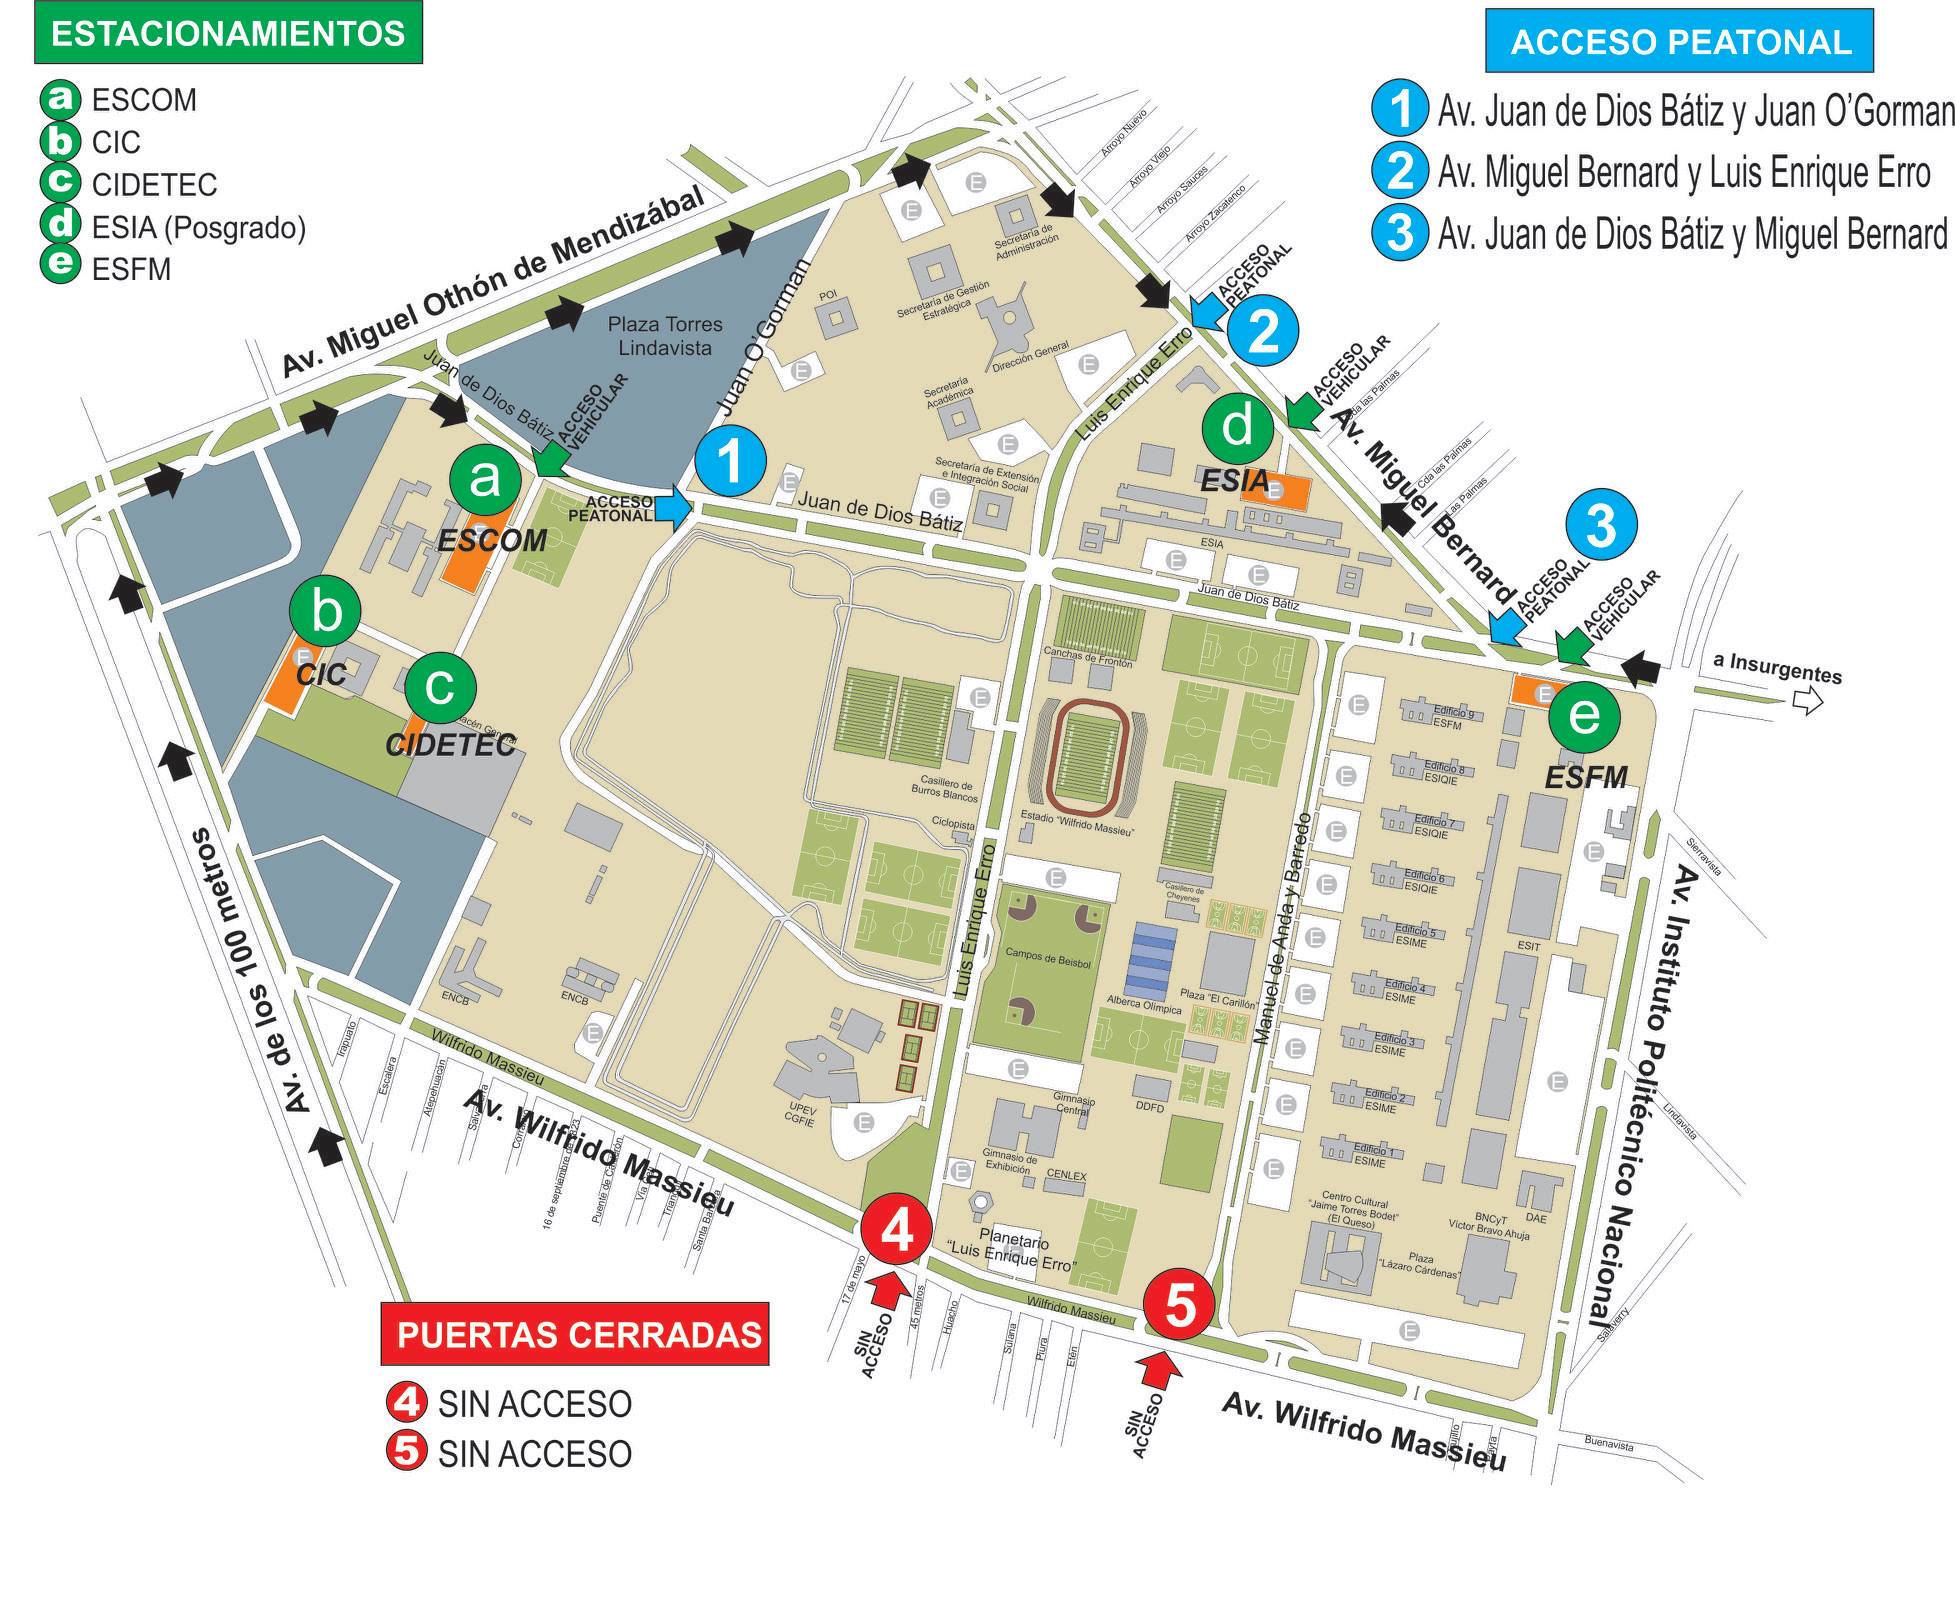 ESTACIONAMIENTOS
a ESCOM
b CIC
c CIDETEC
d ESIA (Posgrado)
e ESFM
ACCESO PEATONAL
1 Av. Juan de Dios Bátiz y Juan O'Gorman
2 Av. Miguel Bernard y Luis Enrique Erro
3 Av. Juan de Dios Bátiz y Miguel Bernard
Arroyo Nuevo
Arroyo Viejo
Arroyo Sauces
Arroyo Zacatenco
Av. Miguel Othón de Mendizábal
E
E
Secretaría de
Administración
ACCESO
PEATONAL
2
POI
Secretaría de Gestión
Estratégica
Plaza Torres
Lindavista
Juan O'Gorman
Juan de Dios Bátiz
Dirección General
E
E
Luis Enrique Erro
ACCESO
VEHICULAR
Cda las Palmas
Av. Miguel Bernard
Cda las Palmas
Las Palmas
ACCESO
VEHICULAR
Secretaría
Académica
E
d
ESIA
E
1
a
ESCOM
E
ACCESO
PEATONAL
E
Secretaría de Extensión
e Integración Social
E
Juan de Dios Bátiz
ESIA
E
E
Juan de Dios Bátiz
3
ACCESO
PEATONAL
ACCESO
VEHICULAR
a Insurgentes
b
E
CIC
c
CIDETEC
Canchas de Frontón
E
Casillero de
Burros Blancos
Ciclopista
Estadio "Wilfrido Massieu"
E
e
ESFM
E
Edificio 9
ESFM
E
Edificio 8
ESIQIE
E
Edificio 7
ESIQIE
E
Edificio 6
ESIQIE
E
Edificio 5
ESIME
E
Edificio 4
ESIME
E
Edificio 3
ESIME
E
Edificio 2
ESIME
E
Edificio 1
ESIME
E
ESIT
E
Sierravista
Av. Instituto Politécnico Nacional
Lindavista
Manuel de Anda y Barredo
Luis Enrique Erro
E
Casillero de
Cheyenes
Campos de Beisbol
Alberca Olímpica
Plaza "El Carillón"
E
Gimnasio
Central
DDFD
Gimnasio de
Exhibición
CENLEX
E
Planetario
"Luis Enrique Erro"
E
Av. de los 100 metros
ENCB
ENCB
E
UPEV
CGFIE
E
Wilfrido Massieu
Av. Wilfrido Massieu
Irapuato
Escalera
Atepehuacán
16 de septiembre de 1823
Puente de Calderón
17 de mayo
45 metros
Huacho
Sulana
Piura
Etén
4
SIN
ACCESO
Wilfrido Massieu
5
SIN
ACCESO
Centro Cultural
"Jaime Torres Bodet"
(El Queso)
BNCyT
Víctor Bravo Ahuja
DAE
Plaza
"Lázaro Cárdenas"
E
Salaverry
Av. Wilfrido Massieu
Buenavista
PUERTAS CERRADAS
4 SIN ACCESO
5 SIN ACCESO